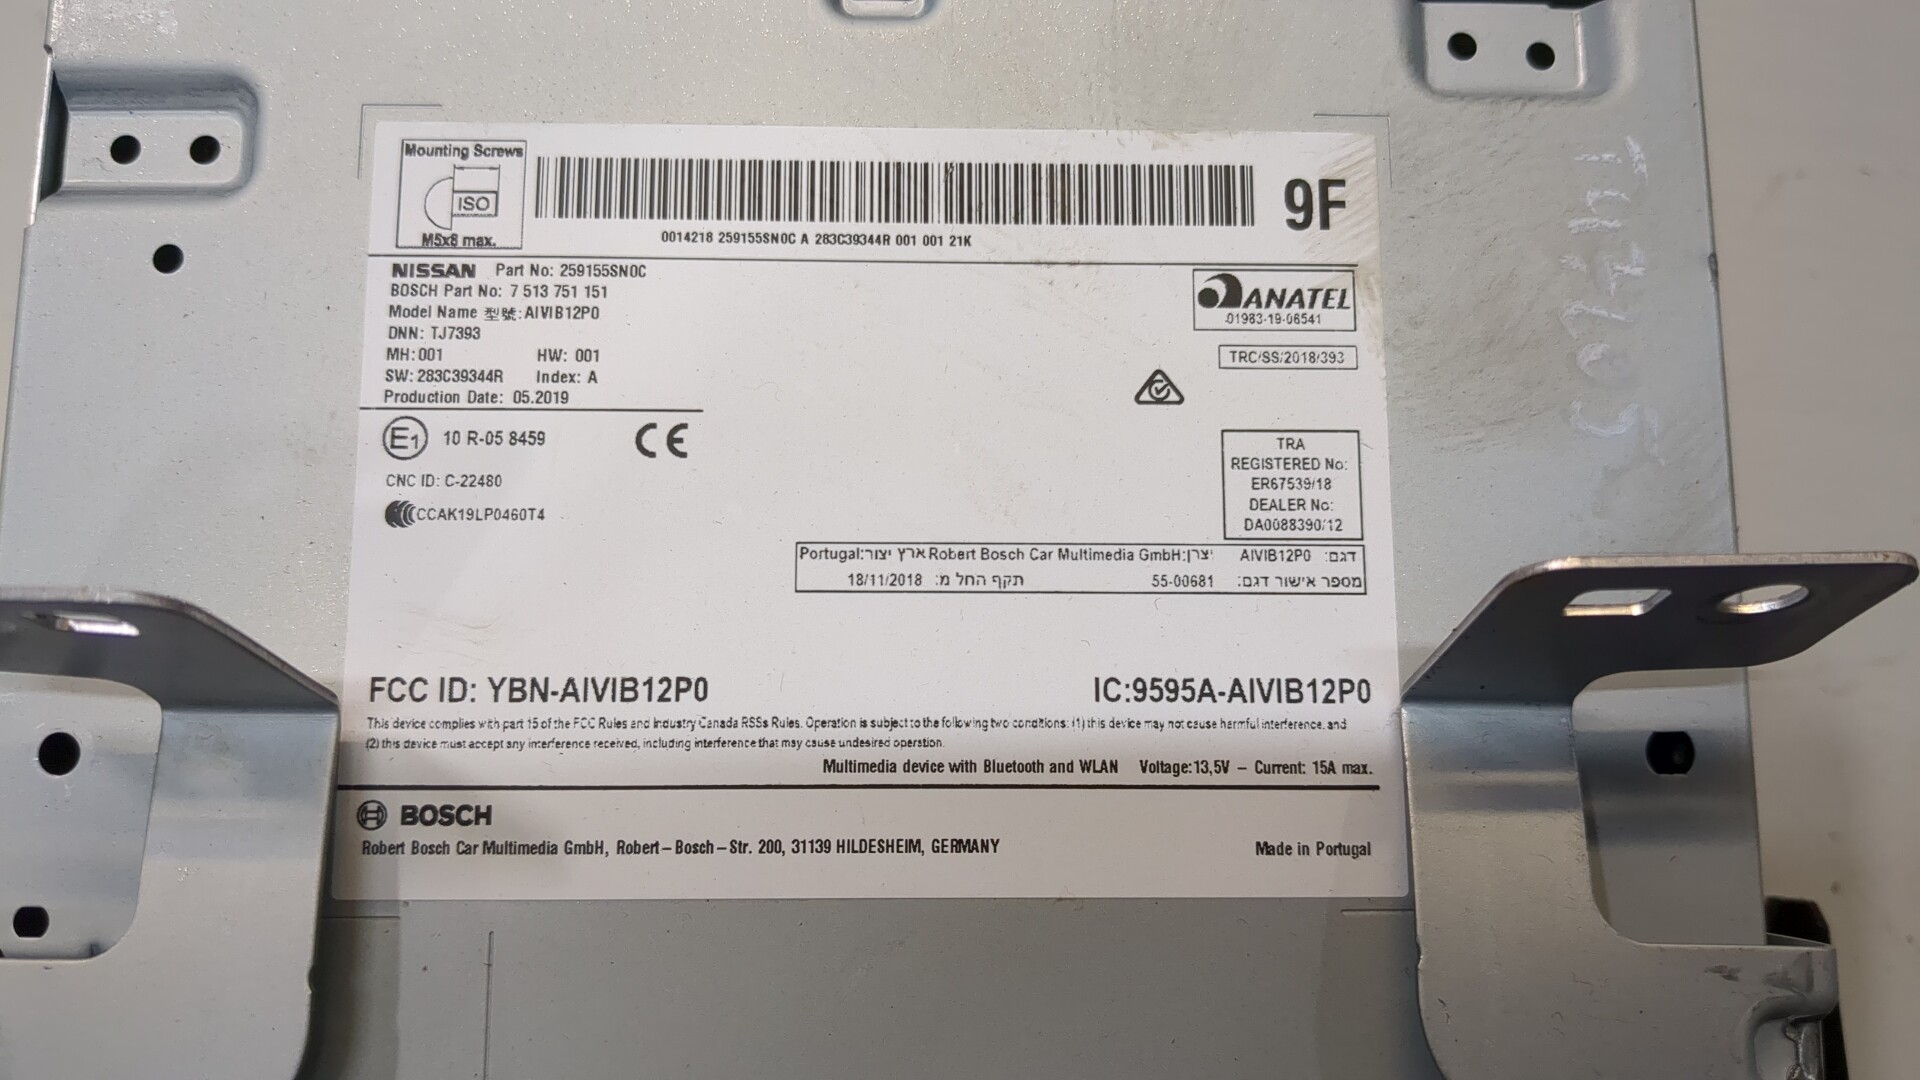 Mounting Screws
ISO
M5x8 max.
9F
0014218 259155SN0C A 283C39344R 001 001 21K
NISSAN Part No: 259155SN0C
BOSCH Part No: 7 513 751 151
Model Name 型號:AIVIB12P0
DNN: TJ7393
MH:001 HW: 001
SW: 283C39344R Index: A
Production Date: 05.2019
ANATEL
01983-19-06541
TRC/SS/2018/393
E1 10 R-05 8459 CE
CNC ID: C-22480
CCAK19LP0460T4
TRA
REGISTERED No:
ER67539/18
DEALER No:
DA0088390/12
דגם: AIVIB12P0 יצרן:Robert Bosch Car Multimedia GmbH ארץ יצור:Portugal
מספר אישור דגם: 55-00681 תקף החל מ: 18/11/2018
FCC ID: YBN-AIVIB12P0 IC:9595A-AIVIB12P0
This device complies with part 15 of the FCC Rules and Industry Canada RSSs Rules. Operation is subject to the following two conditions: (1) this device may not cause harmful interference, and
(2) this device must accept any interference received, including interference that may cause undesired operation.
Multimedia device with Bluetooth and WLAN Voltage:13,5V – Current: 15A max.
BOSCH
Robert Bosch Car Multimedia GmbH, Robert–Bosch–Str. 200, 31139 HILDESHEIM, GERMANY Made in Portugal